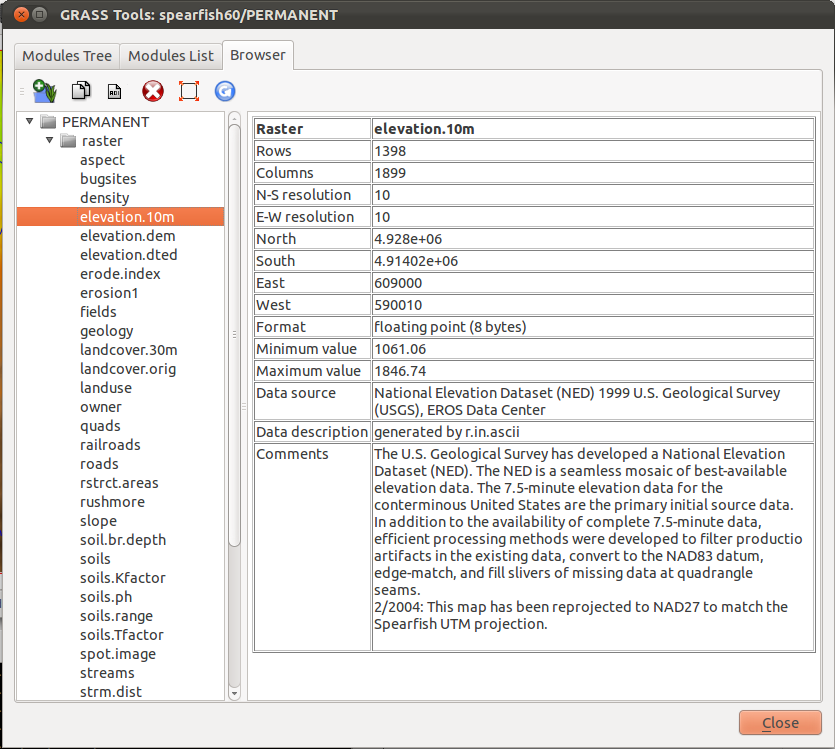 GRASS Tools: spearfish60/PERMANENT
Modules Tree
Modules List
Browser
PERMANENT
raster
aspect
bugsites
density
elevation.10m
elevation.dem
elevation.dted
erode.index
erosion1
fields
geology
landcover.30m
landcover.orig
landuse
owner
quads
railroads
roads
rstrct.areas
rushmore
slope
soil.br.depth
soils
soils.Kfactor
soils.ph
soils.range
soils.Tfactor
spot.image
streams
strm.dist
Raster elevation.10m
Rows 1398
Columns 1899
N-S resolution 10
E-W resolution 10
North 4.928e+06
South 4.91402e+06
East 609000
West 590010
Format floating point (8 bytes)
Minimum value 1061.06
Maximum value 1846.74
Data source National Elevation Dataset (NED) 1999 U.S. Geological Survey
(USGS), EROS Data Center
Data description generated by r.in.ascii
Comments The U.S. Geological Survey has developed a National Elevation
Dataset (NED). The NED is a seamless mosaic of best-available
elevation data. The 7.5-minute elevation data for the
conterminous United States are the primary initial source data.
In addition to the availability of complete 7.5-minute data,
efficient processing methods were developed to filter productio
artifacts in the existing data, convert to the NAD83 datum,
edge-match, and fill slivers of missing data at quadrangle
seams.
2/2004: This map has been reprojected to NAD27 to match the
Spearfish UTM projection.
Close